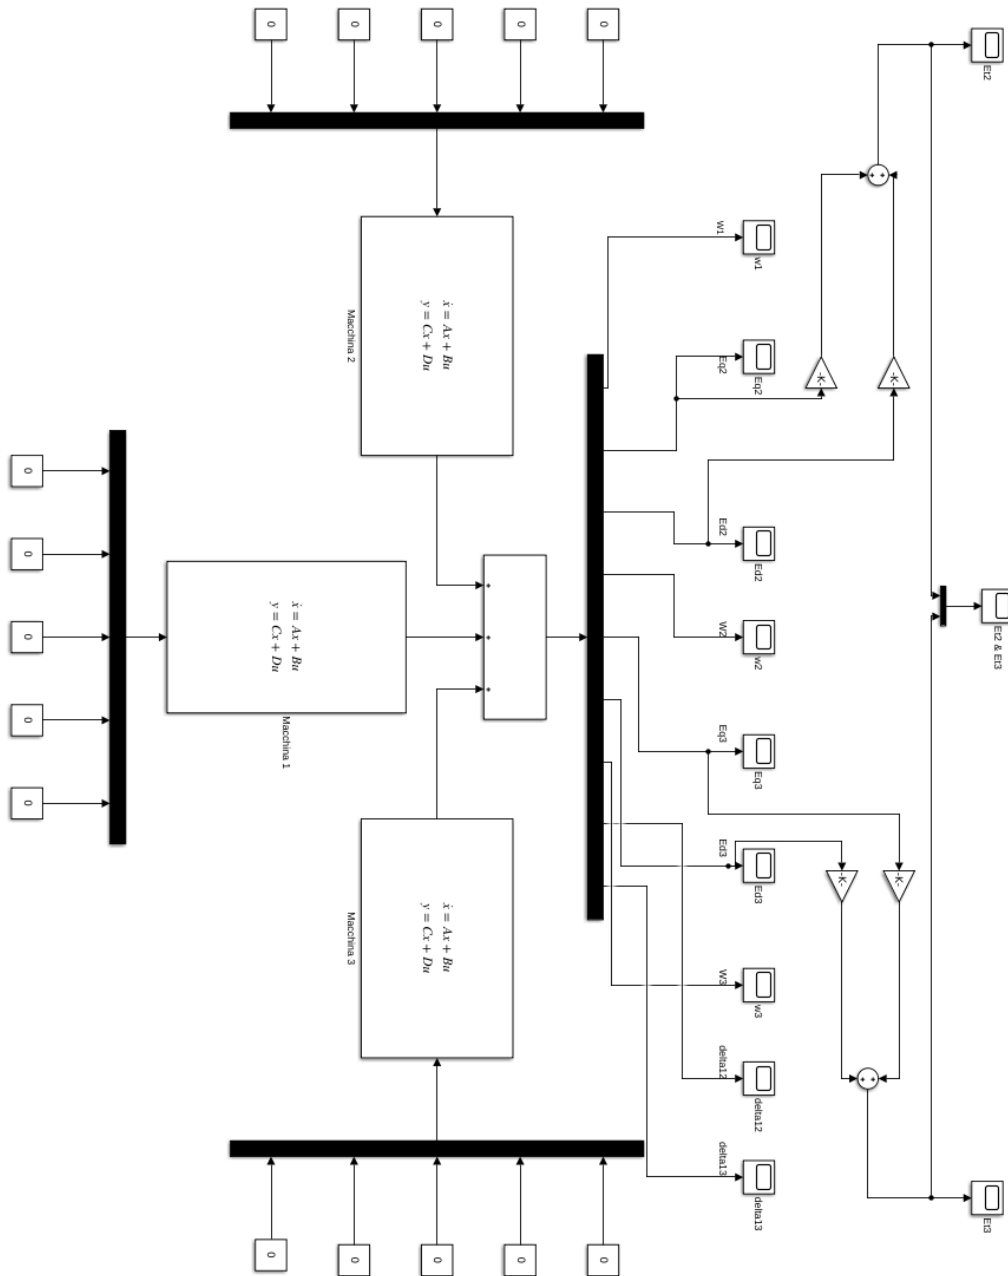 0
0
0
0
0
Et2
W1
w1
Eq2
Eq2
-K-
-K-
ẋ = Ax + Bu
y = Cx + Du
Macchina 2
Ed2
Ed2
W2
w2
Et2 & Et3
0
0
0
0
0
ẋ = Ax + Bu
y = Cx + Du
Macchina 1
Eq3
Eq3
Ed3
Ed3
-K-
-K-
ẋ = Ax + Bu
y = Cx + Du
Macchina 3
W3
w3
delta12
delta12
delta13
delta13
Et3
0
0
0
0
0